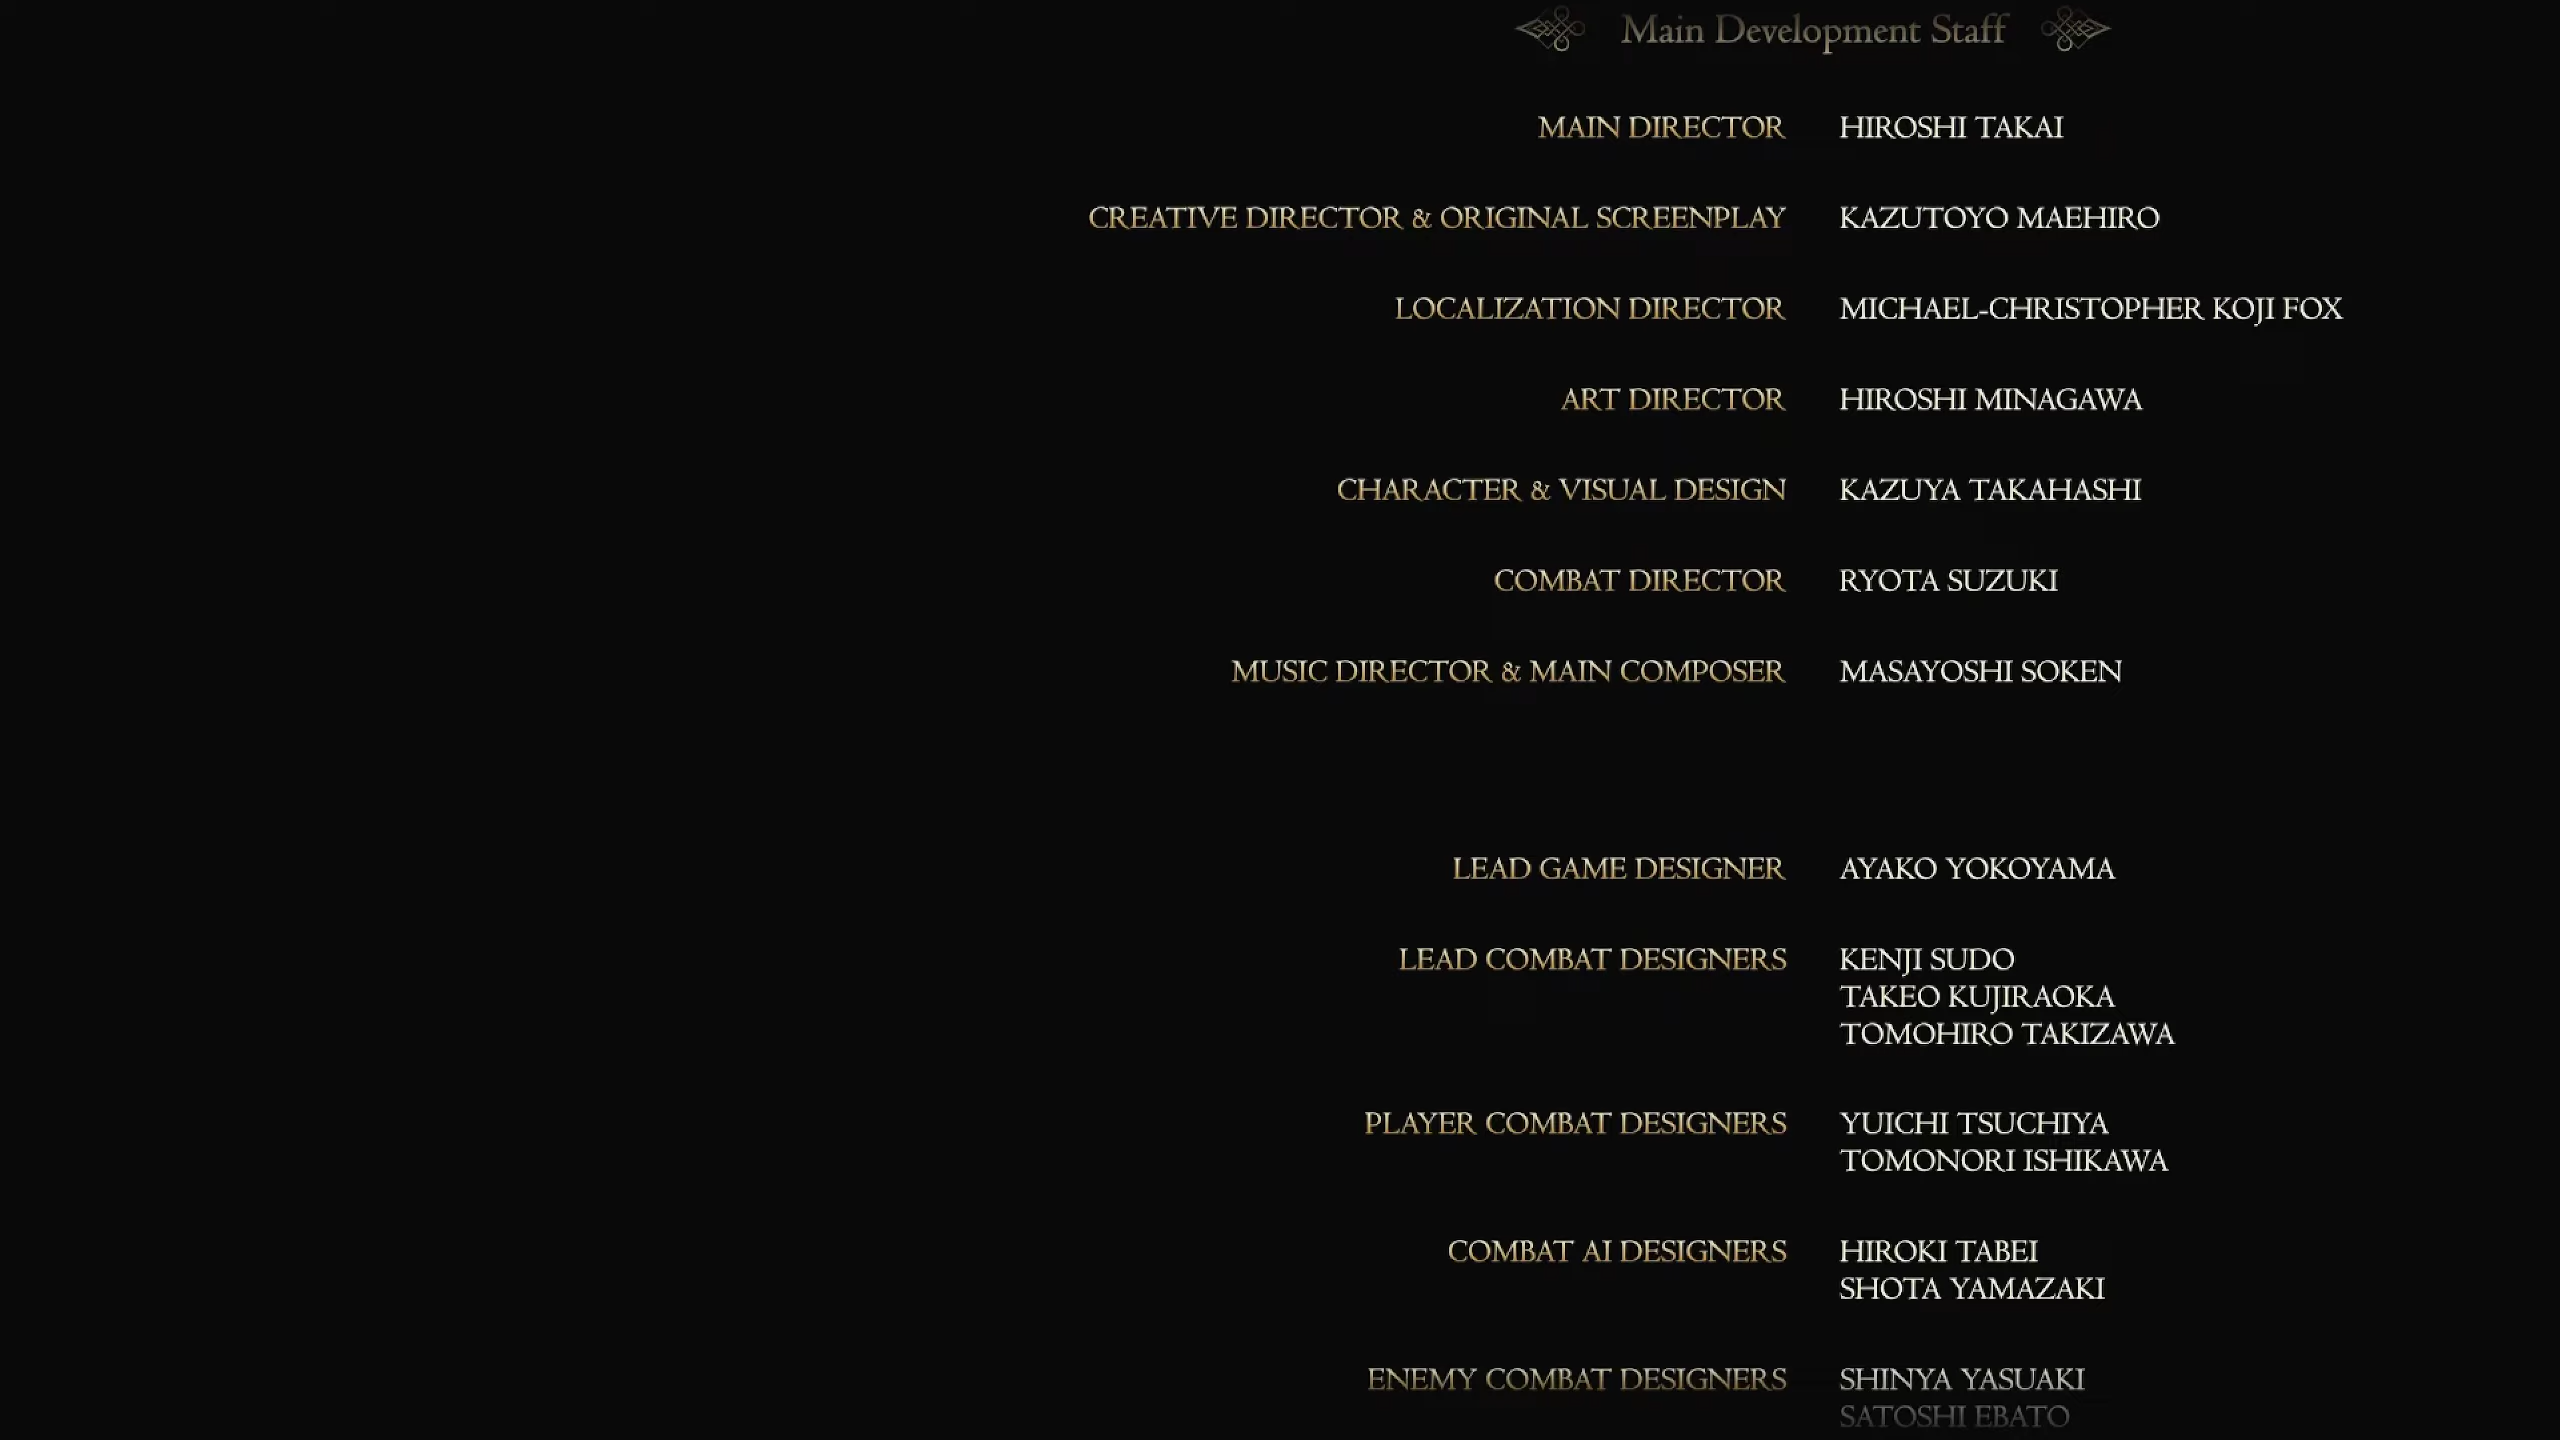 Main Development Staff
MAIN DIRECTOR HIROSHI TAKAI
CREATIVE DIRECTOR & ORIGINAL SCREENPLAY KAZUTOYO MAEHIRO
LOCALIZATION DIRECTOR MICHAEL-CHRISTOPHER KOJI FOX
ART DIRECTOR HIROSHI MINAGAWA
CHARACTER & VISUAL DESIGN KAZUYA TAKAHASHI
COMBAT DIRECTOR RYOTA SUZUKI
MUSIC DIRECTOR & MAIN COMPOSER MASAYOSHI SOKEN
LEAD GAME DESIGNER AYAKO YOKOYAMA
LEAD COMBAT DESIGNERS KENJI SUDO
TAKEO KUJIRAOKA
TOMOHIRO TAKIZAWA
PLAYER COMBAT DESIGNERS YUICHI TSUCHIYA
TOMONORI ISHIKAWA
COMBAT AI DESIGNERS HIROKI TABEI
SHOTA YAMAZAKI
ENEMY COMBAT DESIGNERS SHINYA YASUAKI
SATOSHI EBATO